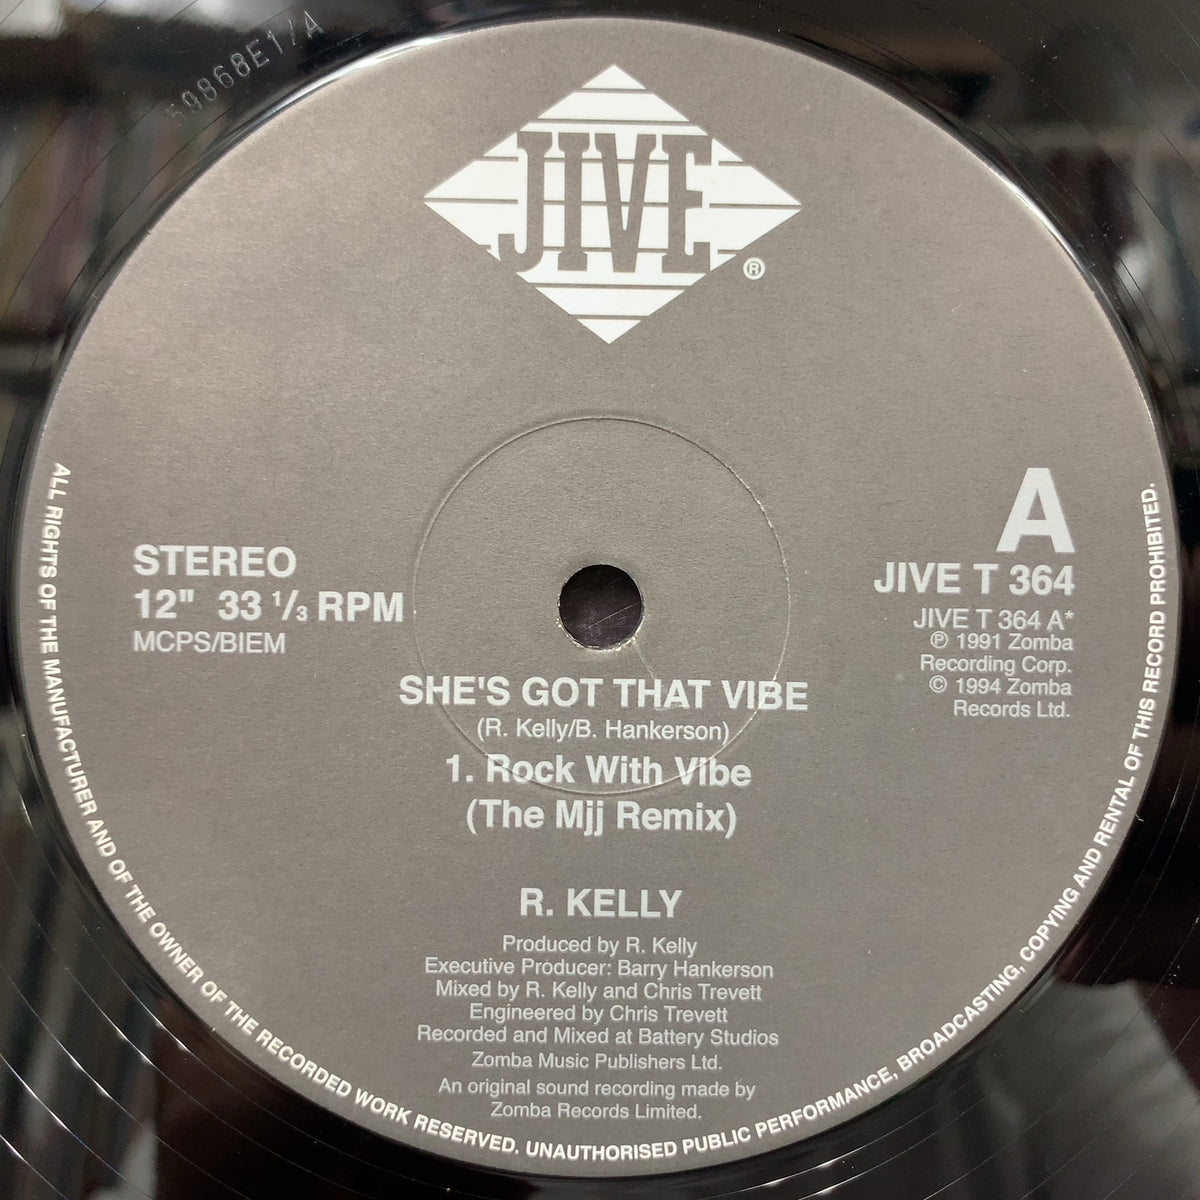 59868E1/A
JIVE
®
A
JIVE T 364
JIVE T 364 A*
℗ 1991 Zomba
Recording Corp.
© 1994 Zomba
Records Ltd.
STEREO
12" 33 1/3 RPM
MCPS/BIEM
SHE'S GOT THAT VIBE
(R. Kelly/B. Hankerson)
1. Rock With Vibe
(The Mjj Remix)
R. KELLY
Produced by R. Kelly
Executive Producer: Barry Hankerson
Mixed by R. Kelly and Chris Trevett
Engineered by Chris Trevett
Recorded and Mixed at Battery Studios
Zomba Music Publishers Ltd.
An original sound recording made by
Zomba Records Limited.
ALL RIGHTS OF THE MANUFACTURER AND OF THE OWNER OF THE RECORDED WORK RESERVED. UNAUTHORISED PUBLIC PERFORMANCE, BROADCASTING, COPYING AND RENTAL OF THIS RECORD PROHIBITED.